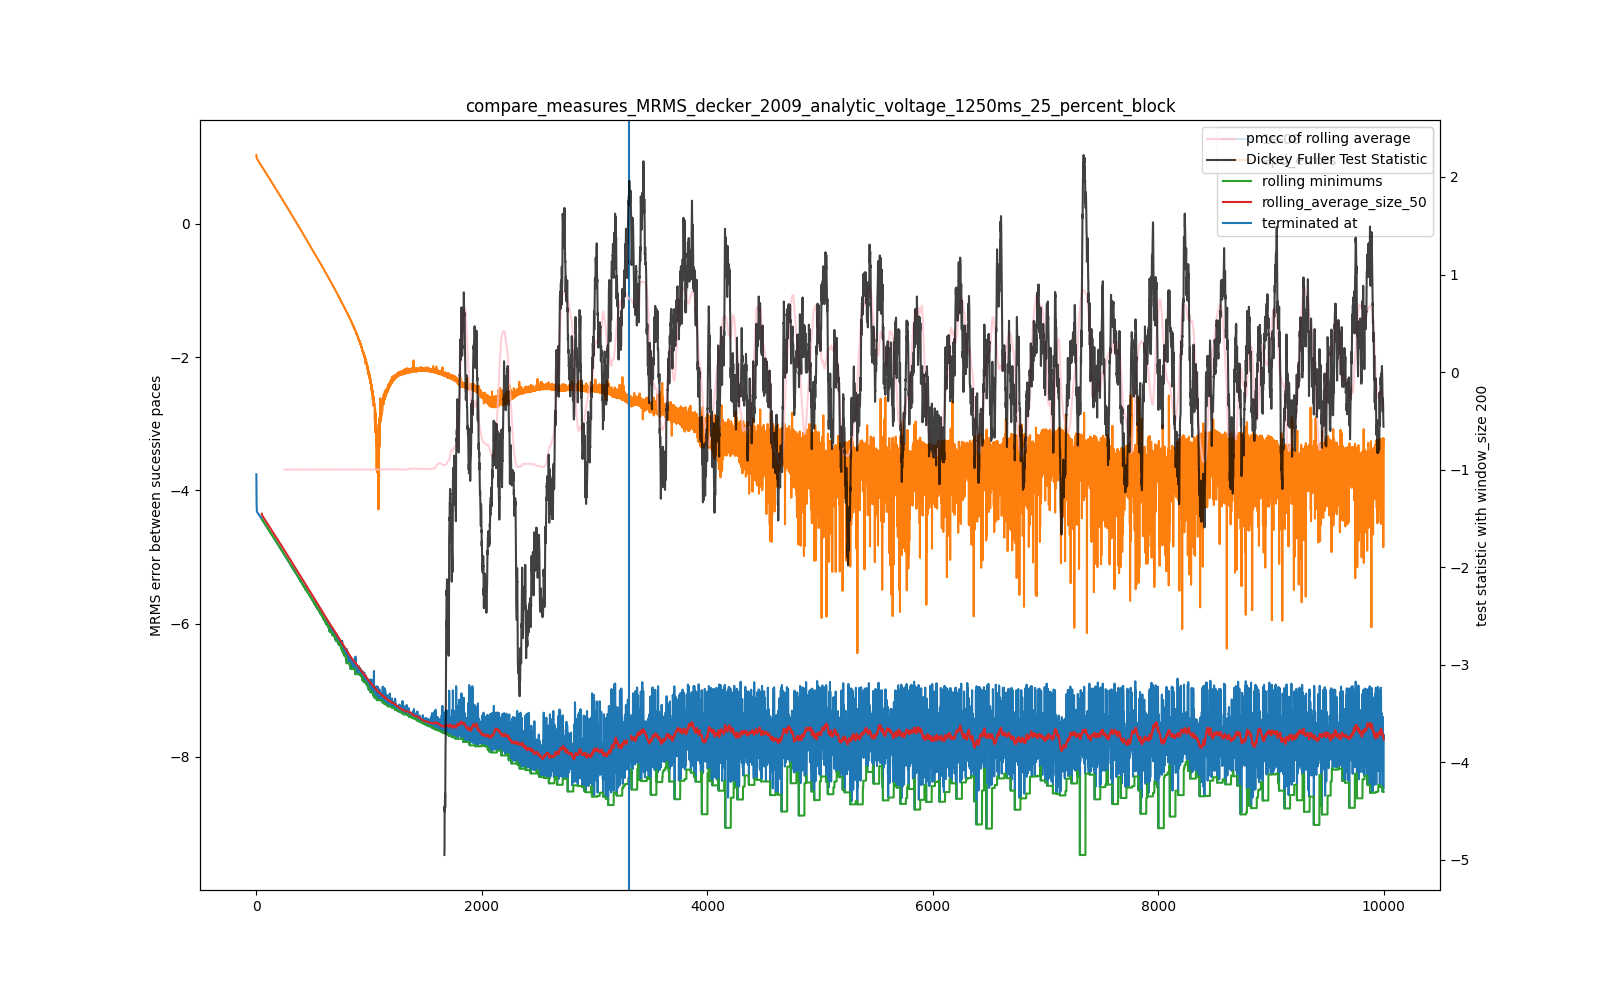 compare_measures_MRMS_decker_2009_analytic_voltage_1250ms_25_percent_block
MRMS error between sucessive paces
test statistic with window_size 200
pmcc of rolling average
Dickey Fuller Test Statistic
rolling minimums
rolling_average_size_50
terminated at
0
−2
−4
−6
−8
2
1
0
−1
−2
−3
−4
−5
0
2000
4000
6000
8000
10000